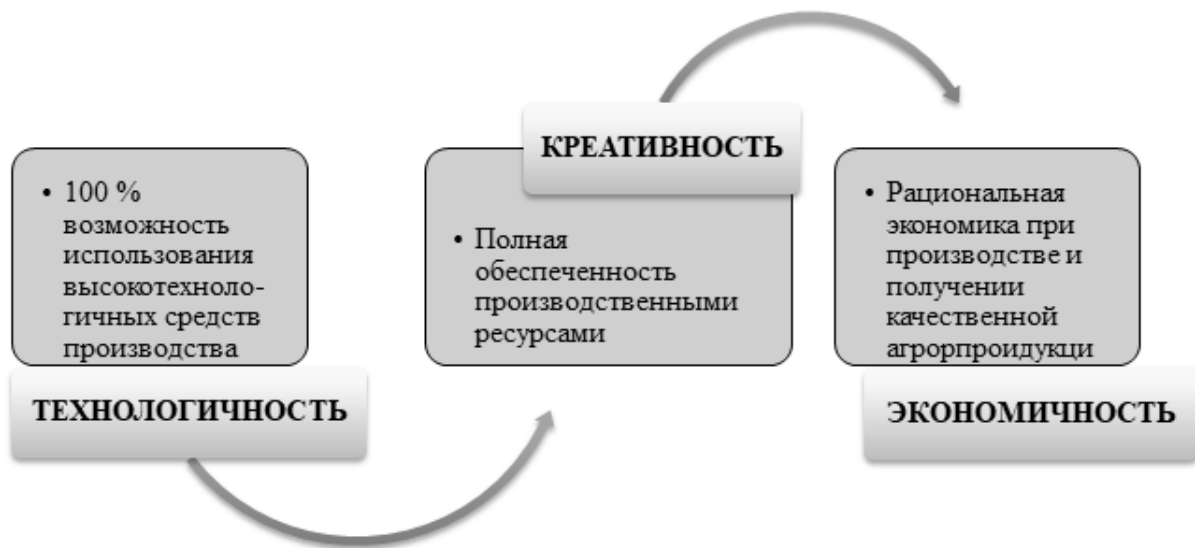 • 100 %
возможность
использования
высокотехноло-
гичных средств
производства
ТЕХНОЛОГИЧНОСТЬ
КРЕАТИВНОСТЬ
• Полная
обеспеченность
производственными
ресурсами
• Рациональная
экономика при
производстве и
получении
качественной
агрорпроидукци
ЭКОНОМИЧНОСТЬ